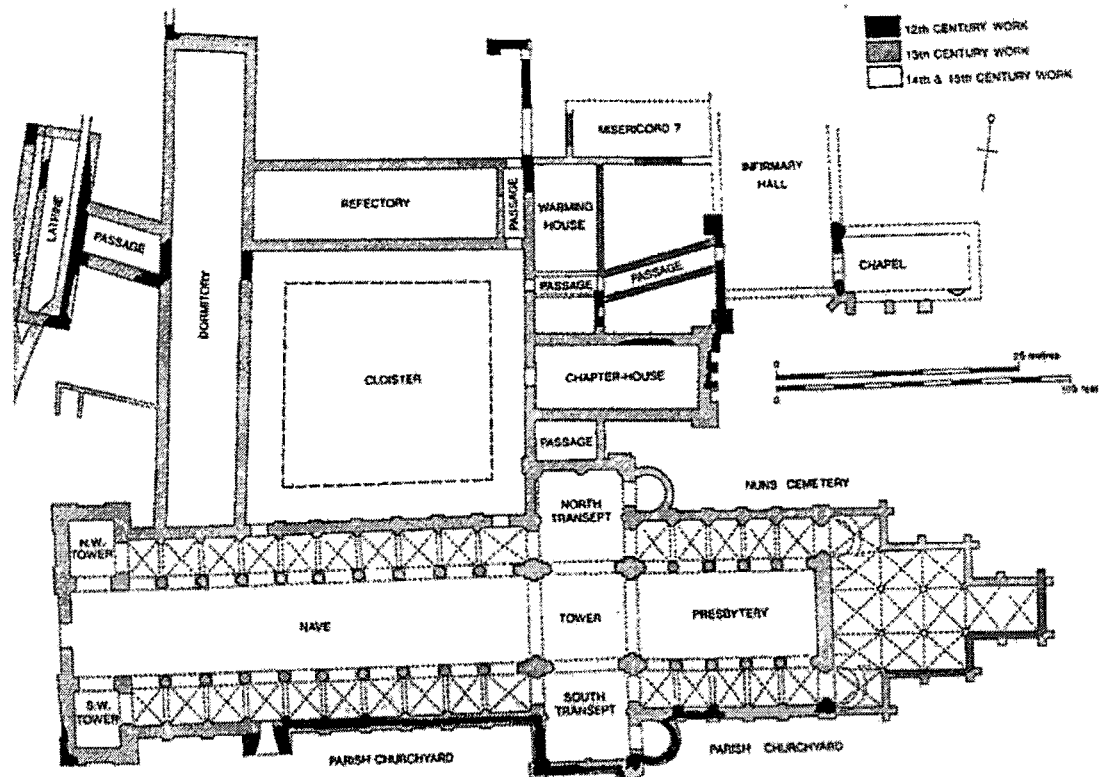 12th CENTURY WORK
13th CENTURY WORK
14th & 15th CENTURY WORK
MISERICORD ?
INFIRMARY
HALL
LATRINE
PASSAGE
DORMITORY
REFECTORY
PASSAGE
WARMING
HOUSE
PASSAGE
PASSAGE
CHAPEL
CLOISTER
CHAPTER-HOUSE
0
25 metres
0
PASSAGE
NUNS CEMETERY
NORTH
TRANSEPT
N.W.
TOWER
NAVE
TOWER
PRESBYTERY
S.W.
TOWER
SOUTH
TRANSEPT
PARISH CHURCHYARD
PARISH CHURCHYARD